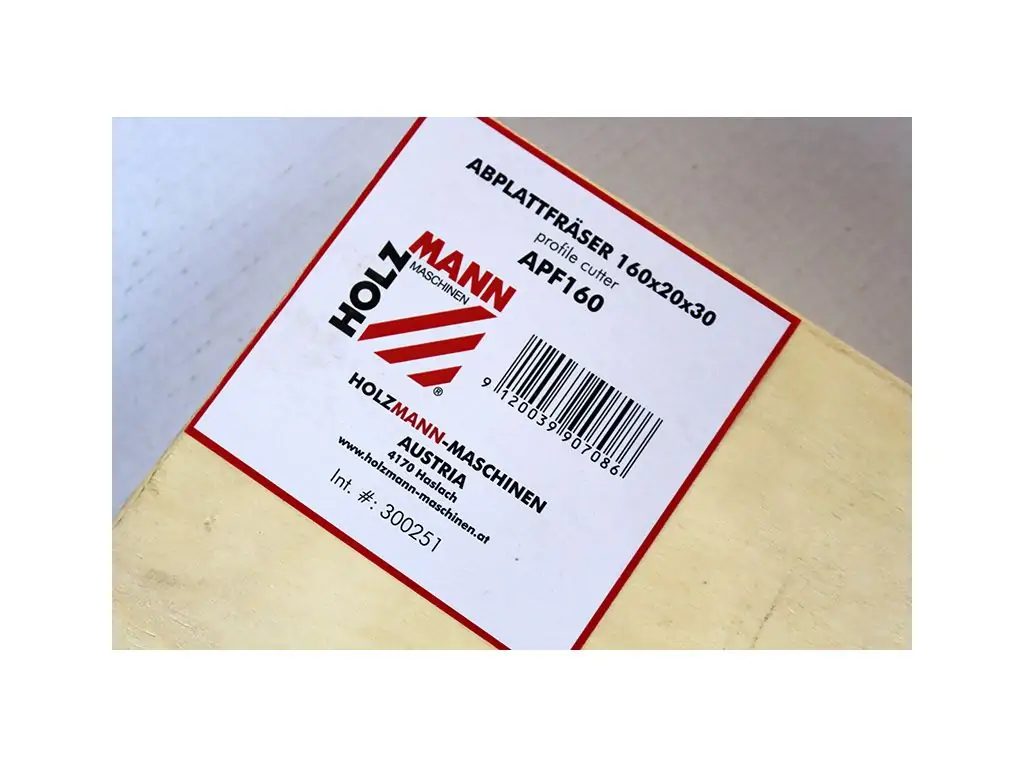 ABPLATTFRÄSER 160x20x30
profile cutter
APF160
HOLZ
MANN
MASCHINEN
®
9 120039 907086
HOLZMANN-MASCHINEN
AUSTRIA
4170 Haslach
www.holzmann-maschinen.at
Int. #: 300251